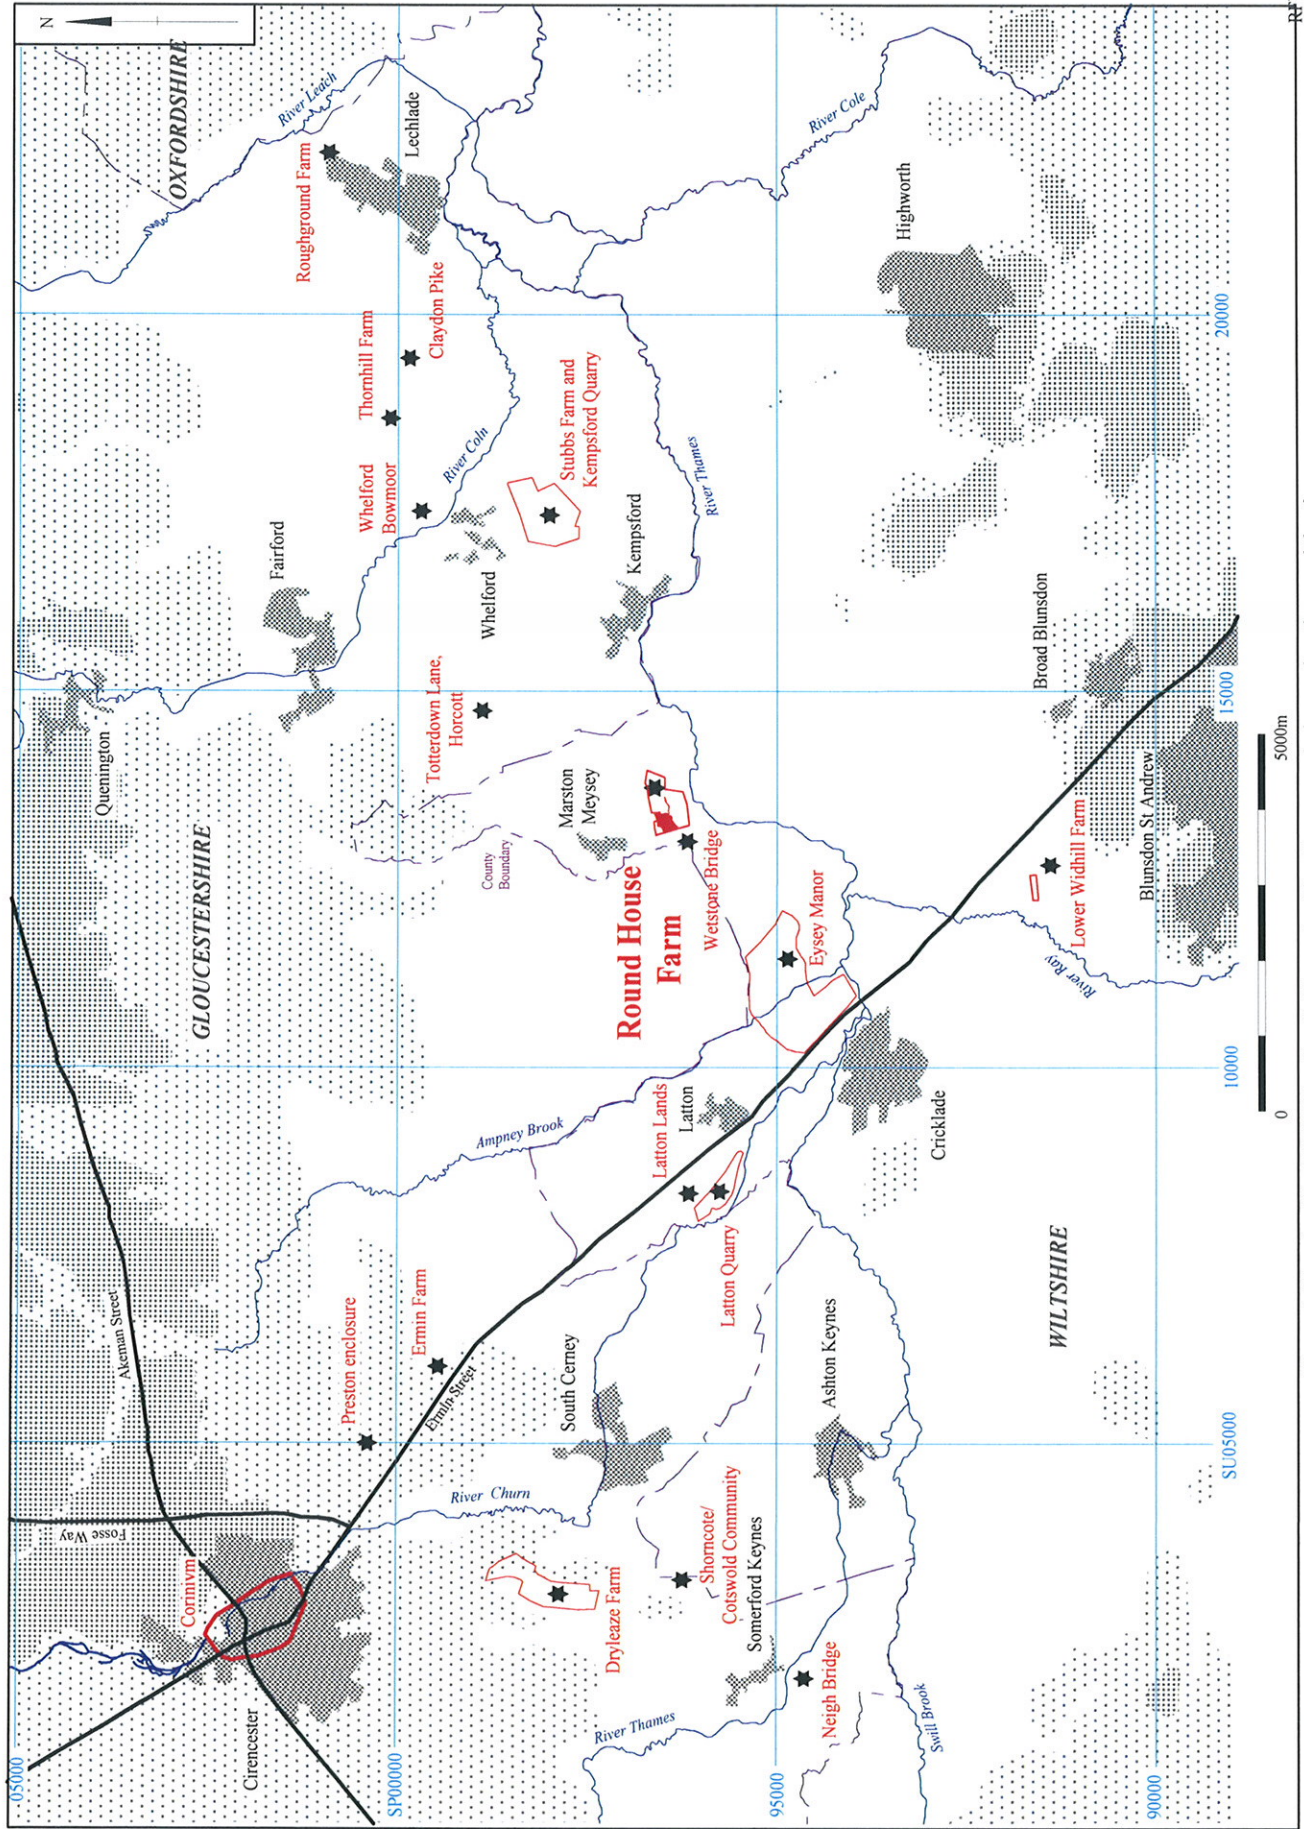 N
OXFORDSHIRE
River Leach
Roughground Farm
Lechlade
Claydon Pike
Thornhill Farm
River Coln
Whelford
Bowmoor
Stubbs Farm and
Kempsford Quarry
Fairford
Whelford
Kempsford
River Thames
River Cole
Highworth
20000
Quenington
GLOUCESTERSHIRE
Totterdown Lane,
Horcott
Marston
Meysey
County
Boundary
Round House
Farm
Wetstone Bridge
Eysey Manor
Broad Blunsdon
15000
Blunsdon St Andrew
Lower Widhill Farm
River Ray
5000m
0
10000
Ampney Brook
Latton Lands
Latton
Cricklade
Latton Quarry
WILTSHIRE
Akeman Street
Preston enclosure
Ermin Farm
Ermin Street
South Cerney
Ashton Keynes
SU05000
Fosse Way
Corinivm
River Churn
Cirencester
Dryleaze Farm
Shorncote/
Cotswold Community
Somerford Keynes
Neigh Bridge
River Thames
Swill Brook
05000
SP00000
95000
90000